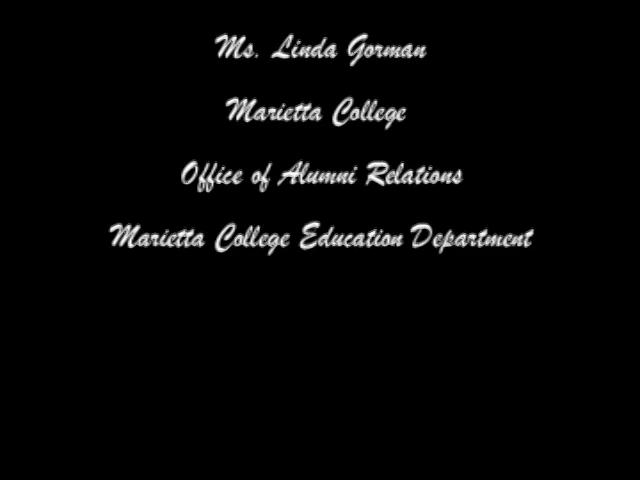 Ms. Linda Gorman
Marietta College
Office of Alumni Relations
Marietta College Education Department